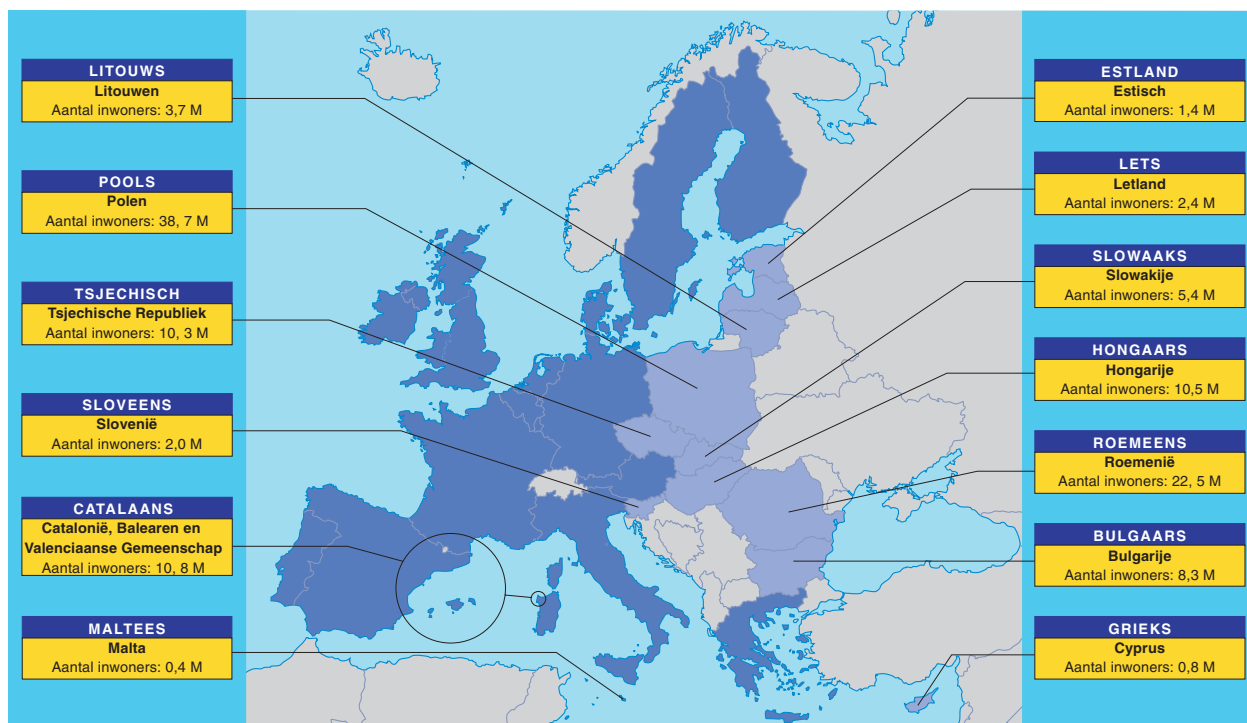 LITOUWS
Litouwen
Aantal inwoners: 3,7 M
POOLS
Polen
Aantal inwoners: 38, 7 M
TSJECHISCH
Tsjechische Republiek
Aantal inwoners: 10, 3 M
SLOVEENS
Slovenië
Aantal inwoners: 2,0 M
CATALAANS
Catalonië, Balearen en
Valenciaanse Gemeenschap
Aantal inwoners: 10, 8 M
MALTEES
Malta
Aantal inwoners: 0,4 M
ESTLAND
Estisch
Aantal inwoners: 1,4 M
LETS
Letland
Aantal inwoners: 2,4 M
SLOWAAKS
Slowakije
Aantal inwoners: 5,4 M
HONGAARS
Hongarije
Aantal inwoners: 10,5 M
ROEMEENS
Roemenië
Aantal inwoners: 22, 5 M
BULGAARS
Bulgarije
Aantal inwoners: 8,3 M
GRIEKS
Cyprus
Aantal inwoners: 0,8 M